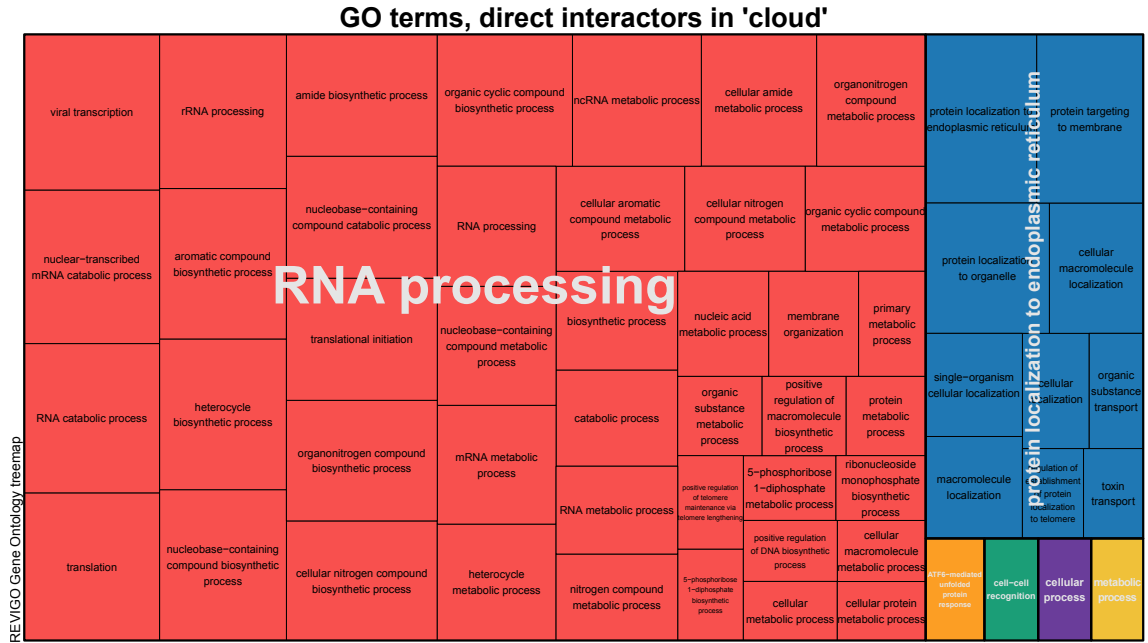 GO terms, direct interactors in 'cloud'
viral transcription
nuclear−transcribed
mRNA catabolic process
RNA catabolic process
translation
rRNA processing
aromatic compound
biosynthetic process
heterocycle
biosynthetic process
nucleobase−containing
compound biosynthetic
process
amide biosynthetic process
nucleobase−containing
compound catabolic process
translational initiation
organonitrogen compound
biosynthetic process
cellular nitrogen compound
biosynthetic process
organic cyclic compound
biosynthetic process
ncRNA metabolic process
cellular amide
metabolic process
organonitrogen
compound
metabolic process
RNA processing
nucleobase−containing
compound metabolic
process
mRNA metabolic
process
heterocycle metabolic
process
cellular aromatic
compound metabolic
process
cellular nitrogen
compound metabolic
process
organic cyclic compound
metabolic process
biosynthetic process
catabolic process
RNA metabolic process
nitrogen compound
metabolic process
nucleic acid
metabolic process
membrane
organization
primary
metabolic
process
organic
substance
metabolic
process
positive
regulation of
macromolecule
biosynthetic
process
protein
metabolic
process
positive regulation
of telomere
maintenance via
telomere lengthening
5−phosphoribose
1−diphosphate
metabolic process
ribonucleoside
monophosphate
biosynthetic
process
5−phosphoribose
1−diphosphate
biosynthetic
process
positive regulation
of DNA biosynthetic
process
cellular
macromolecule
metabolic process
cellular
metabolic process
cellular protein
metabolic process
RNA processing
protein localization to
endoplasmic reticulum
protein targeting
to membrane
protein localization
to organelle
cellular
macromolecule
localization
single−organism
cellular localization
cellular
localization
organic
substance
transport
macromolecule
localization
regulation of
establishment
of protein
localization
to telomere
toxin
transport
protein localization to endoplasmic reticulum
ATF6−mediated
unfolded
protein
response
cell−cell
recognition
cellular
process
metabolic
process
REVIGO Gene Ontology treemap